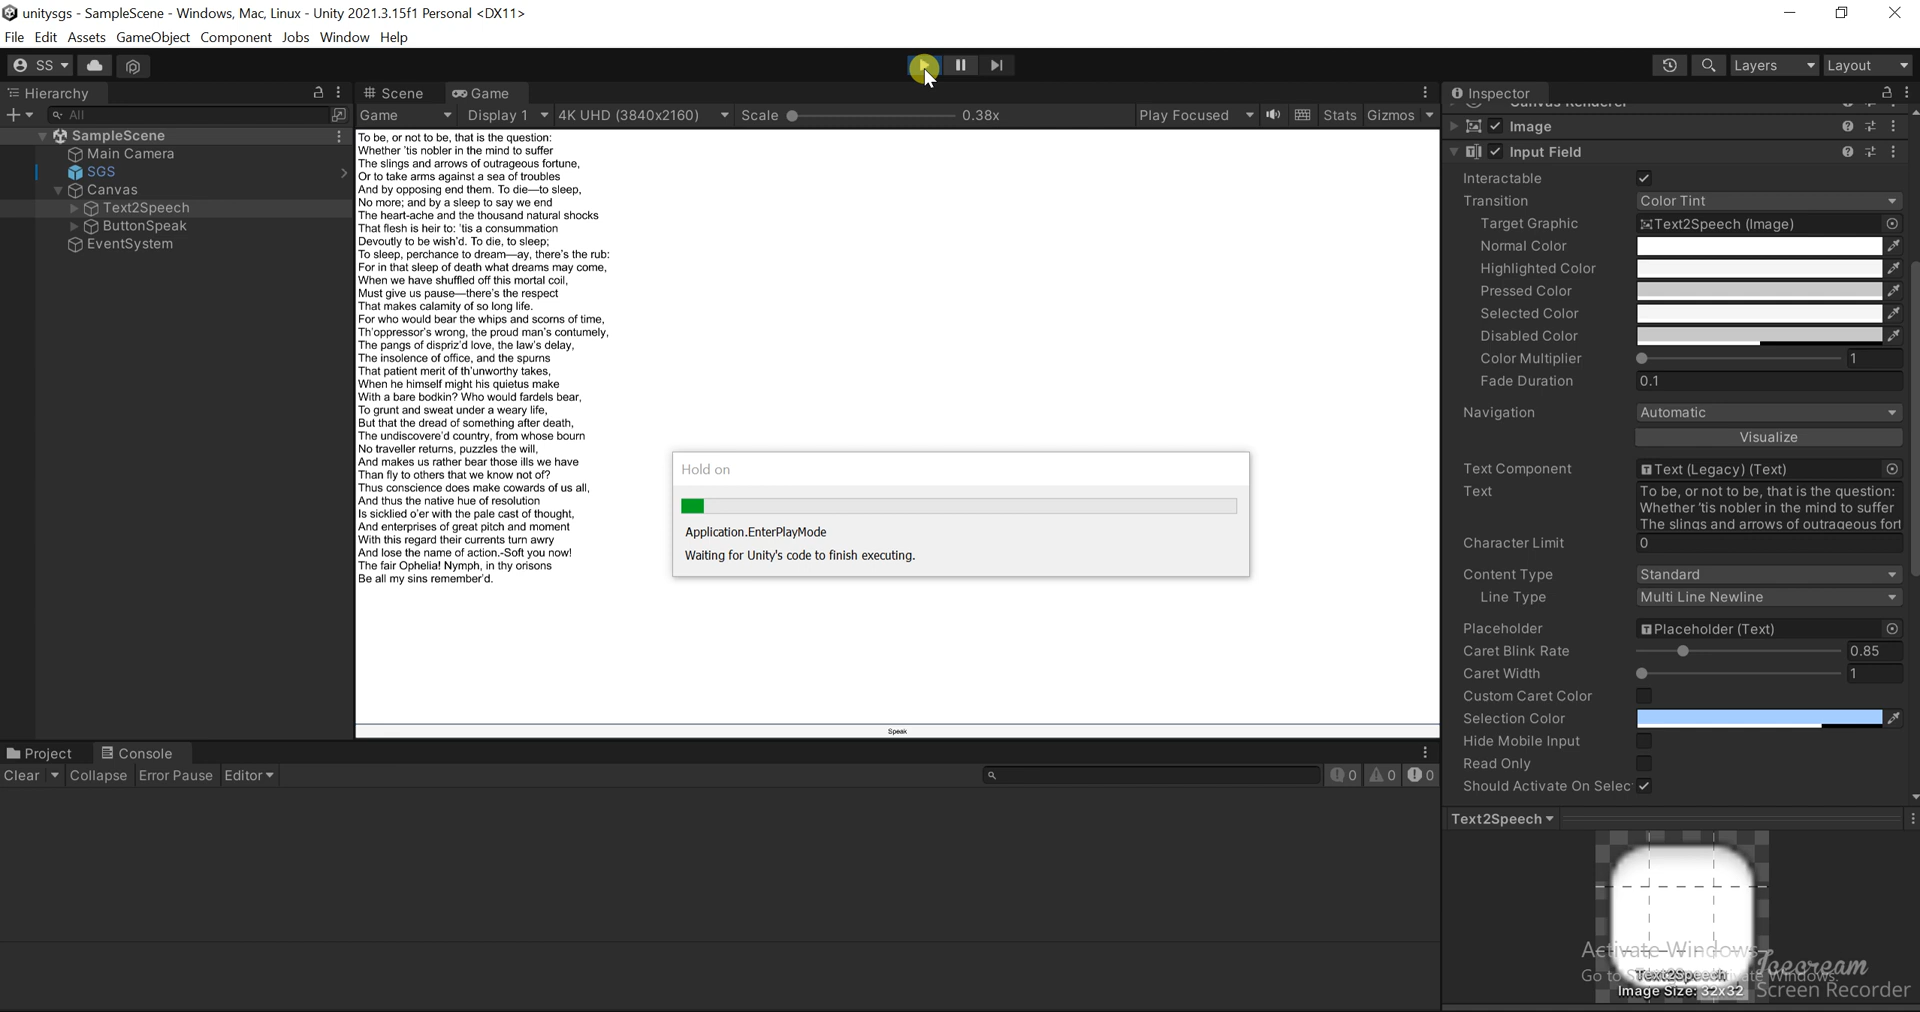 unitysgs - SampleScene - Windows, Mac, Linux - Unity 2021.3.15f1 Personal <DX11>
File Edit Assets GameObject Component Jobs Window Help
SS Layers Layout
Hierarchy
All
SampleScene
Main Camera
SGS
Canvas
Text2Speech
ButtonSpeak
EventSystem
Scene Game
Game Display 1 4K UHD (3840x2160) Scale 0.38x Play Focused Stats Gizmos
To be, or not to be, that is the question:
Whether 'tis nobler in the mind to suffer
The slings and arrows of outrageous fortune,
Or to take arms against a sea of troubles
And by opposing end them. To die—to sleep,
No more; and by a sleep to say we end
The heart-ache and the thousand natural shocks
That flesh is heir to: 'tis a consummation
Devoutly to be wish'd. To die, to sleep;
To sleep, perchance to dream—ay, there's the rub:
For in that sleep of death what dreams may come,
When we have shuffled off this mortal coil,
Must give us pause—there's the respect
That makes calamity of so long life.
For who would bear the whips and scorns of time,
Th'oppressor's wrong, the proud man's contumely,
The pangs of dispriz'd love, the law's delay,
The insolence of office, and the spurns
That patient merit of th'unworthy takes,
When he himself might his quietus make
With a bare bodkin? Who would fardels bear,
To grunt and sweat under a weary life,
But that the dread of something after death,
The undiscovere'd country, from whose bourn
No traveller returns, puzzles the will,
And makes us rather bear those ills we have
Than fly to others that we know not of?
Thus conscience does make cowards of us all,
And thus the native hue of resolution
Is sicklied o'er with the pale cast of thought,
And enterprises of great pitch and moment
With this regard their currents turn awry
And lose the name of action.-Soft you now!
The fair Ophelia! Nymph, in thy orisons
Be all my sins remember'd.
Speak
Hold on
Application.EnterPlayMode
Waiting for Unity's code to finish executing.
Project Console
Clear Collapse Error Pause Editor 0 0 0
Inspector
Canvas Renderer
Image
Input Field
Interactable
Transition Color Tint
Target Graphic Text2Speech (Image)
Normal Color
Highlighted Color
Pressed Color
Selected Color
Disabled Color
Color Multiplier 1
Fade Duration 0.1
Navigation Automatic
Visualize
Text Component Text (Legacy) (Text)
Text To be, or not to be, that is the question:
Whether 'tis nobler in the mind to suffer
The slings and arrows of outrageous fort
Character Limit 0
Content Type Standard
Line Type Multi Line Newline
Placeholder Placeholder (Text)
Caret Blink Rate 0.85
Caret Width 1
Custom Caret Color
Selection Color
Hide Mobile Input
Read Only
Should Activate On Selec
Text2Speech
Activate Windows
Go to Windows.
Text2Speech
Image Size: 32x32
Icecream
Screen Recorder